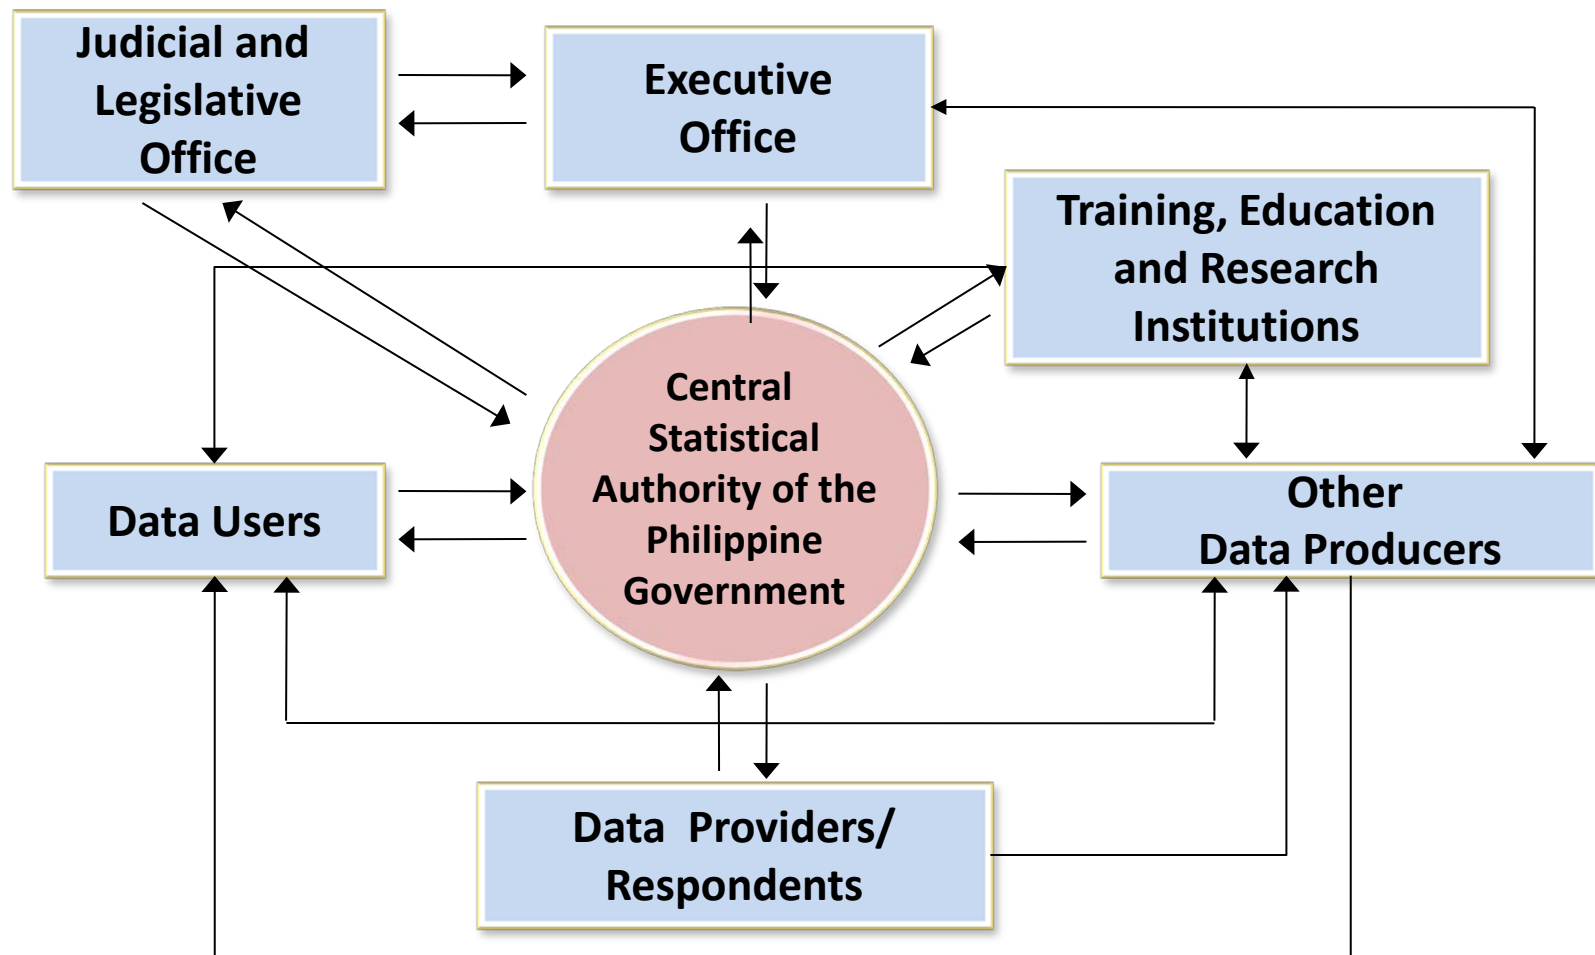 Judicial and
Legislative
Office
Executive
Office
Training, Education
and Research
Institutions
Central
Statistical
Authority of the
Philippine
Government
Data Users
Other
Data Producers
Data  Providers/
Respondents